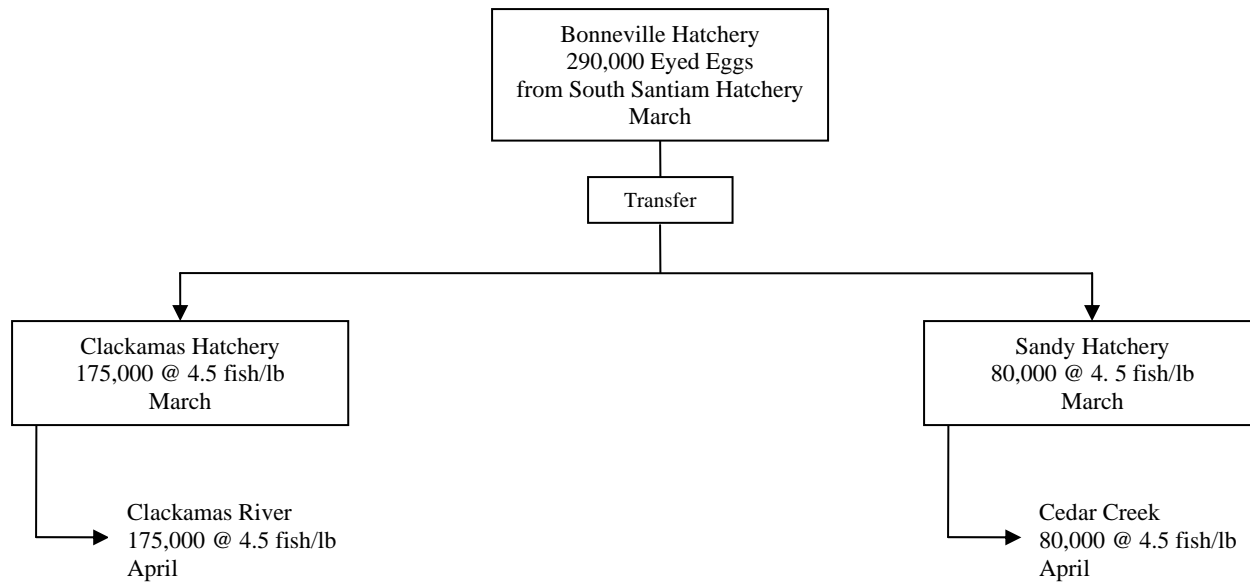 Bonneville Hatchery
290,000 Eyed Eggs
from South Santiam Hatchery
March
Transfer
Clackamas Hatchery
175,000 @ 4.5 fish/lb
March
Sandy Hatchery
80,000 @ 4. 5 fish/lb
March
Clackamas River
175,000 @ 4.5 fish/lb
April
Cedar Creek
80,000 @ 4.5 fish/lb
April